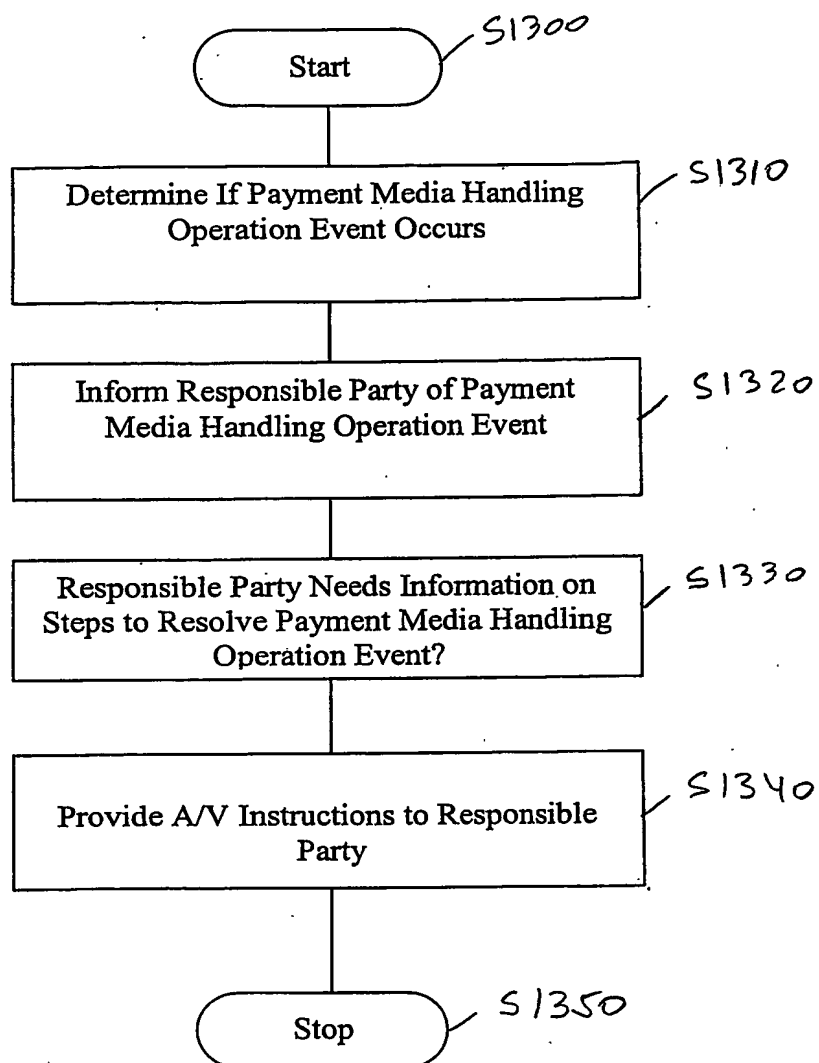 S1300
Start
S1310
Determine If Payment Media Handling
Operation Event Occurs
S1320
Inform Responsible Party of Payment
Media Handling Operation Event
S1330
Responsible Party Needs Information on
Steps to Resolve Payment Media Handling
Operation Event?
S1340
Provide A/V Instructions to Responsible
Party
S1350
Stop